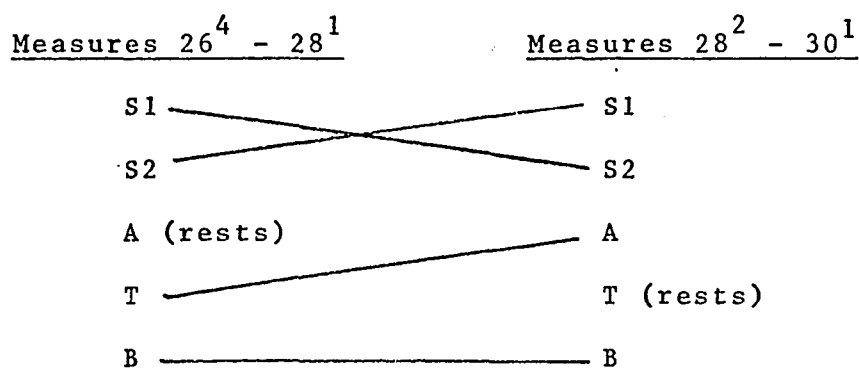 Measures 26⁴ - 28¹ Measures 28² - 30¹
S1 S1
S2 S2
A (rests) A
T T (rests)
B B